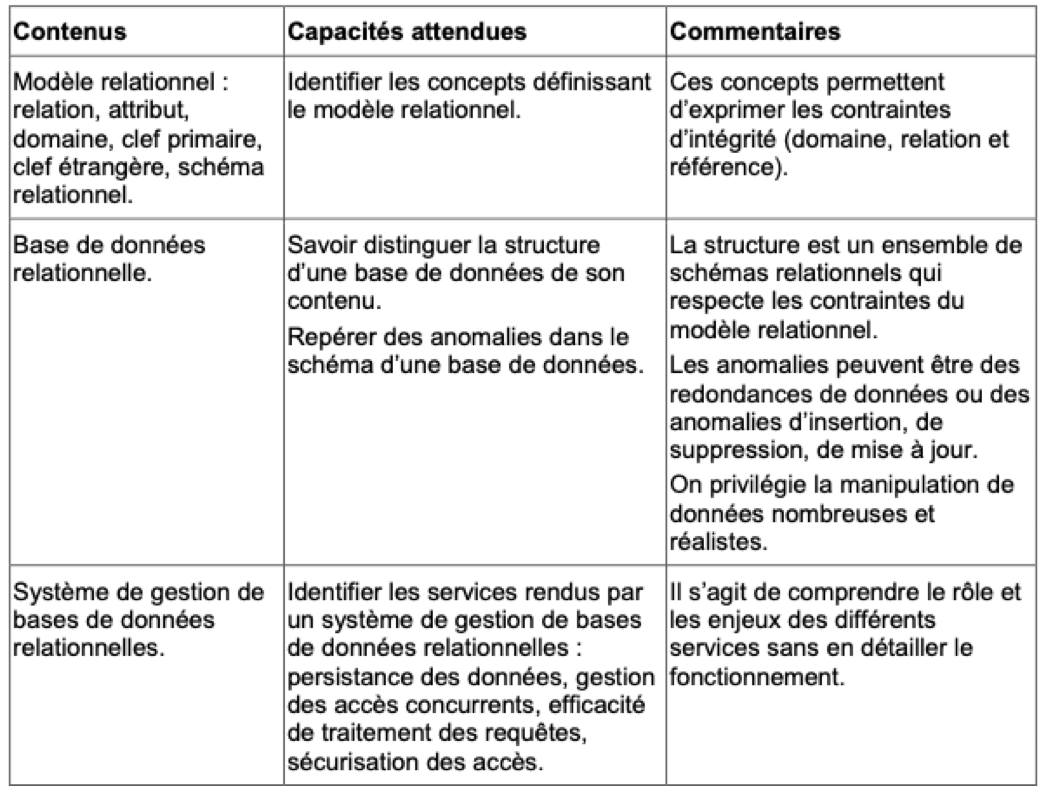 Contenus
Capacités attendues
Commentaires
Modèle relationnel :
relation, attribut,
domaine, clef primaire,
clef étrangère, schéma
relationnel.
Identifier les concepts définissant
le modèle relationnel.
Ces concepts permettent
d'exprimer les contraintes
d'intégrité (domaine, relation et
référence).
Base de données
relationnelle.
Savoir distinguer la structure
d'une base de données de son
contenu.
Repérer des anomalies dans le
schéma d'une base de données.
La structure est un ensemble de
schémas relationnels qui
respecte les contraintes du
modèle relationnel.
Les anomalies peuvent être des
redondances de données ou des
anomalies d'insertion, de
suppression, de mise à jour.
On privilégie la manipulation de
données nombreuses et
réalistes.
Système de gestion de
bases de données
relationnelles.
Identifier les services rendus par
un système de gestion de bases
de données relationnelles :
persistance des données, gestion
des accès concurrents, efficacité
de traitement des requêtes,
sécurisation des accès.
Il s'agit de comprendre le rôle et
les enjeux des différents
services sans en détailler le
fonctionnement.